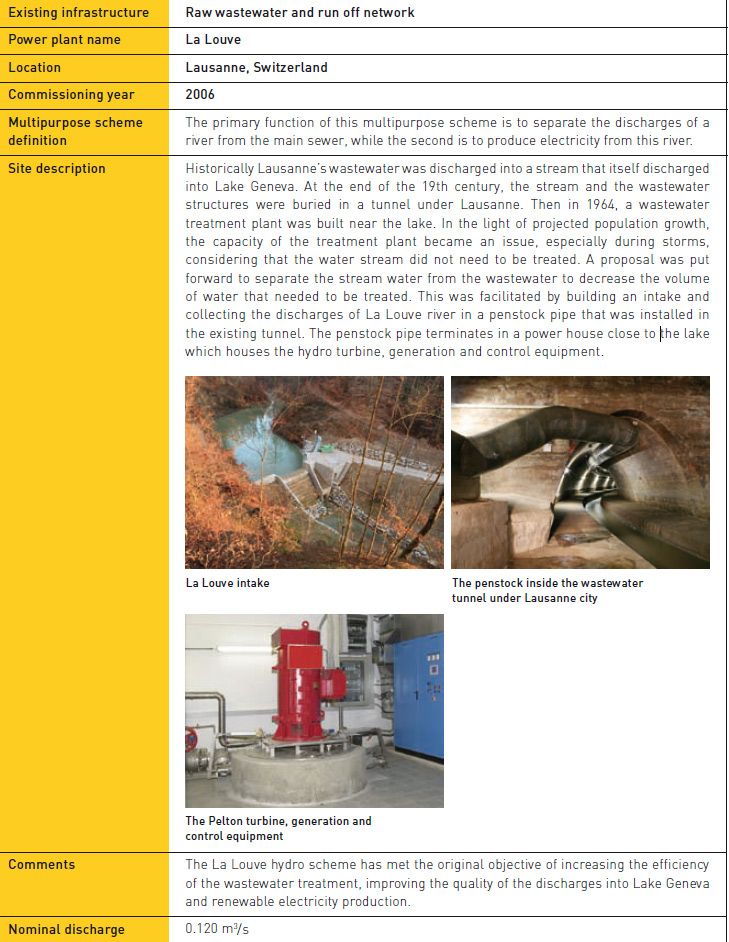 Existing infrastructure Raw wastewater and run off network
Power plant name La Louve
Location Lausanne, Switzerland
Commissioning year 2006
Multipurpose scheme definition
The primary function of this multipurpose scheme is to separate the discharges of a
river from the main sewer, while the second is to produce electricity from this river.
Site description
Historically Lausanne's wastewater was discharged into a stream that itself discharged
into Lake Geneva. At the end of the 19th century, the stream and the wastewater
structures were buried in a tunnel under Lausanne. Then in 1964, a wastewater
treatment plant was built near the lake. In the light of projected population growth,
the capacity of the treatment plant became an issue, especially during storms,
considering that the water stream did not need to be treated. A proposal was put
forward to separate the stream water from the wastewater to decrease the volume
of water that needed to be treated. This was facilitated by building an intake and
collecting the discharges of La Louve river in a penstock pipe that was installed in
the existing tunnel. The penstock pipe terminates in a power house close to the lake
which houses the hydro turbine, generation and control equipment.
La Louve intake
The penstock inside the wastewater
tunnel under Lausanne city
The Pelton turbine, generation and
control equipment
Comments
The La Louve hydro scheme has met the original objective of increasing the efficiency
of the wastewater treatment, improving the quality of the discharges into Lake Geneva
and renewable electricity production.
Nominal discharge 0.120 m³/s